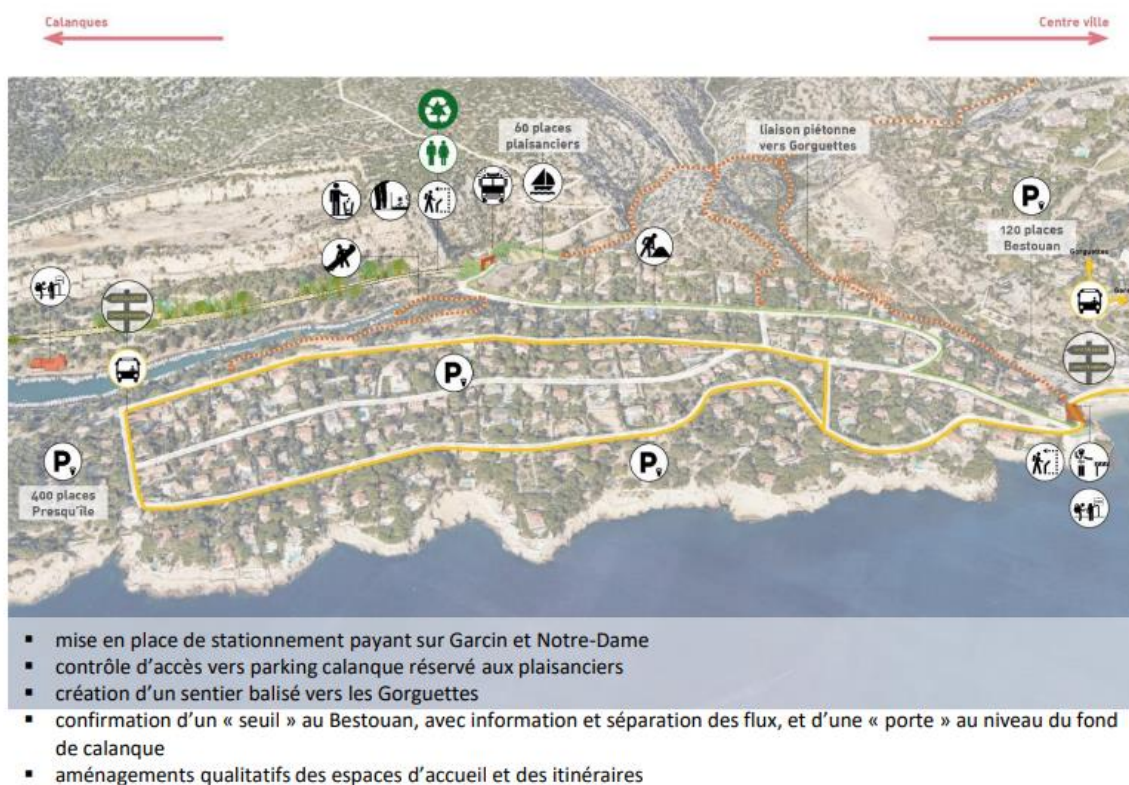 Calanques
Centre ville
60 places
plaisanciers
liaison piétonne
vers Gorguettes
P
120 places
Bestouan
Gorguettes
P
P
400 places
Presqu'île
P
▪ mise en place de stationnement payant sur Garcin et Notre-Dame
▪ contrôle d'accès vers parking calanque réservé aux plaisanciers
▪ création d'un sentier balisé vers les Gorguettes
▪ confirmation d'un « seuil » au Bestouan, avec information et séparation des flux, et d'une « porte » au niveau du fond
de calanque
▪ aménagements qualitatifs des espaces d'accueil et des itinéraires